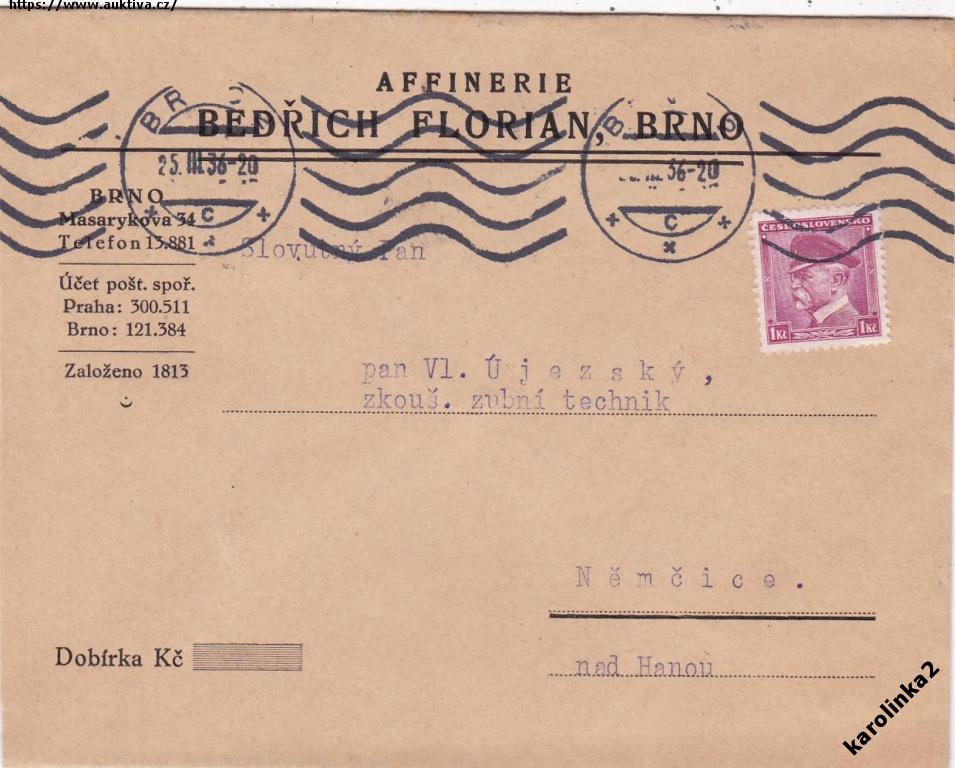 https://www.auktiva.cz/
AFFINERIE
BEDŘICH FLORIAN, BRNO
25.III.36-20
C
36-20
C
BRNO
Masarykova 34
Telefon 13.881
Účet pošt. spoř.
Praha: 300.511
Brno: 121.384
Založeno 1813
ČESKOSLOVENSKO
1Kč 1Kč
Slovutný Pan
pan Vl. Újezský,
zkouš. zubní technik
Němčice.
nad Hanou
Dobírka Kč
karolinka2